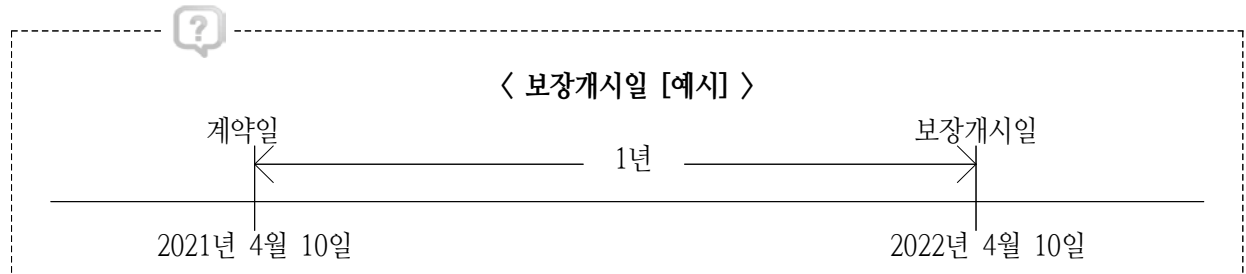 ?
〈 보장개시일 [예시] 〉
계약일 보장개시일
1년
2021년 4월 10일 2022년 4월 10일